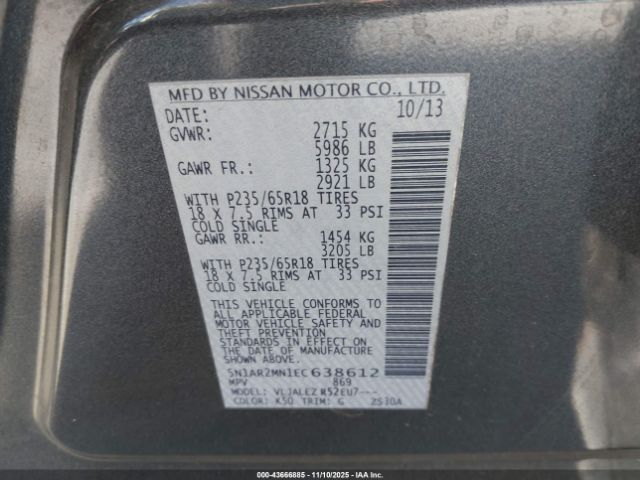 MFD BY NISSAN MOTOR CO., LTD.
DATE: 10/13
GVWR: 2715 KG
5986 LB
GAWR FR.: 1325 KG
2921 LB
WITH P235/65R18 TIRES
18 X 7.5 RIMS AT 33 PSI
COLD SINGLE
GAWR RR.: 1454 KG
3205 LB
WITH P235/65R18 TIRES
18 X 7.5 RIMS AT 33 PSI
COLD SINGLE
THIS VEHICLE CONFORMS TO
ALL APPLICABLE FEDERAL
MOTOR VEHICLE SAFETY AND
THEFT PREVENTION
STANDARDS IN EFFECT ON
THE DATE OF MANUFACTURE
SHOWN ABOVE.
5N1AR2MN1EC638612
MPV 869
MODEL: VLJALEZ R52EU7---
COLOR: K50 TRIM: G 2510A
000-43666885 - 11/10/2025 - IAA Inc.